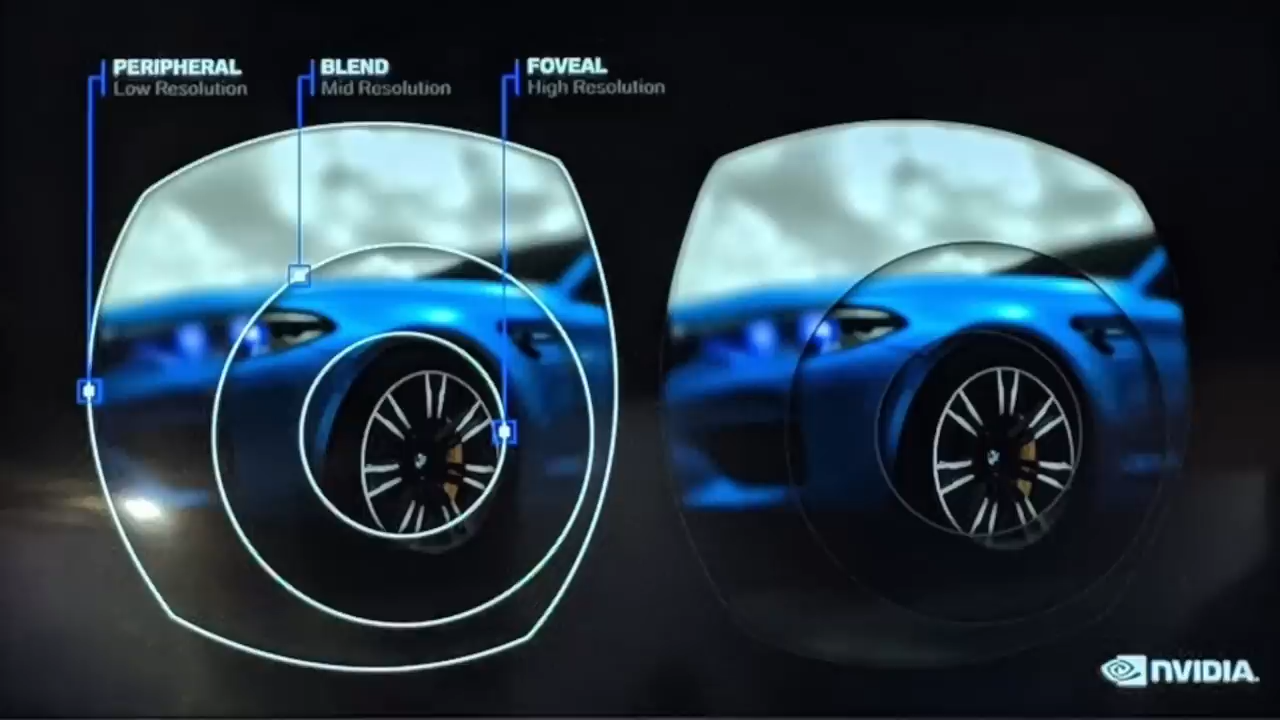 PERIPHERAL
Low Resolution
BLEND
Mid Resolution
FOVEAL
High Resolution
NVIDIA.